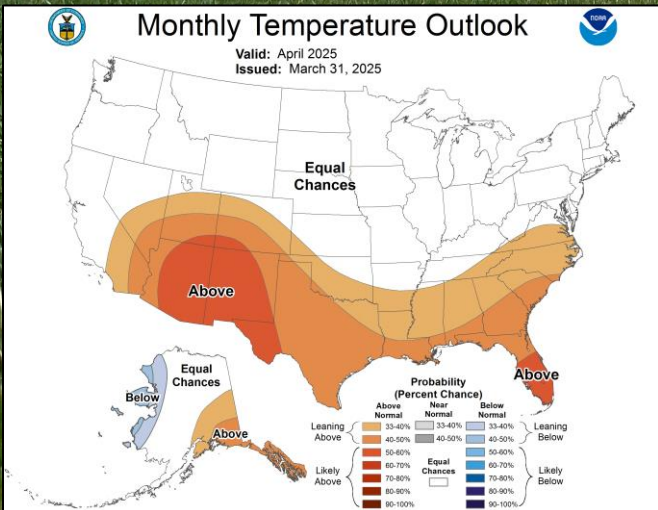 Monthly Temperature Outlook
NOAA
Valid: April 2025
Issued: March 31, 2025
Equal
Chances
Above
Above
Equal
Chances
Below
Above
Probability
(Percent Chance)
Above
Normal
Near
Normal
Below
Normal
Leaning
Above
33-40%
33-40%
33-40%
Leaning
Below
40-50%
40-50%
40-50%
Likely
Above
50-60%
50-60%
Likely
Below
60-70%
60-70%
70-80%
Equal
Chances
70-80%
80-90%
80-90%
90-100%
90-100%